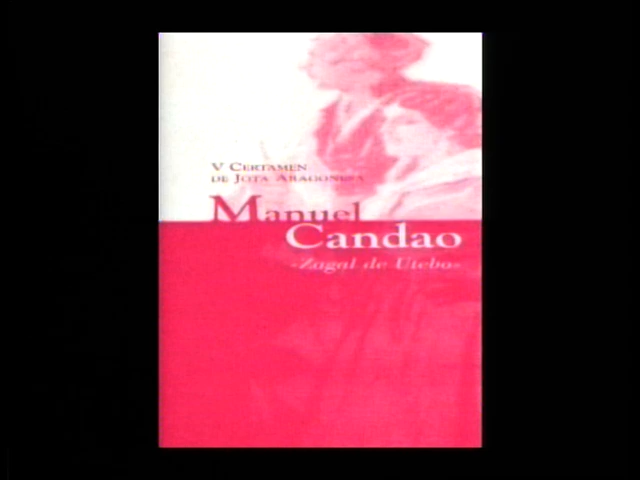 V CERTAMEN
DE JOTA ARAGONESA
Manuel
Candao
«Zagal de Utebo»